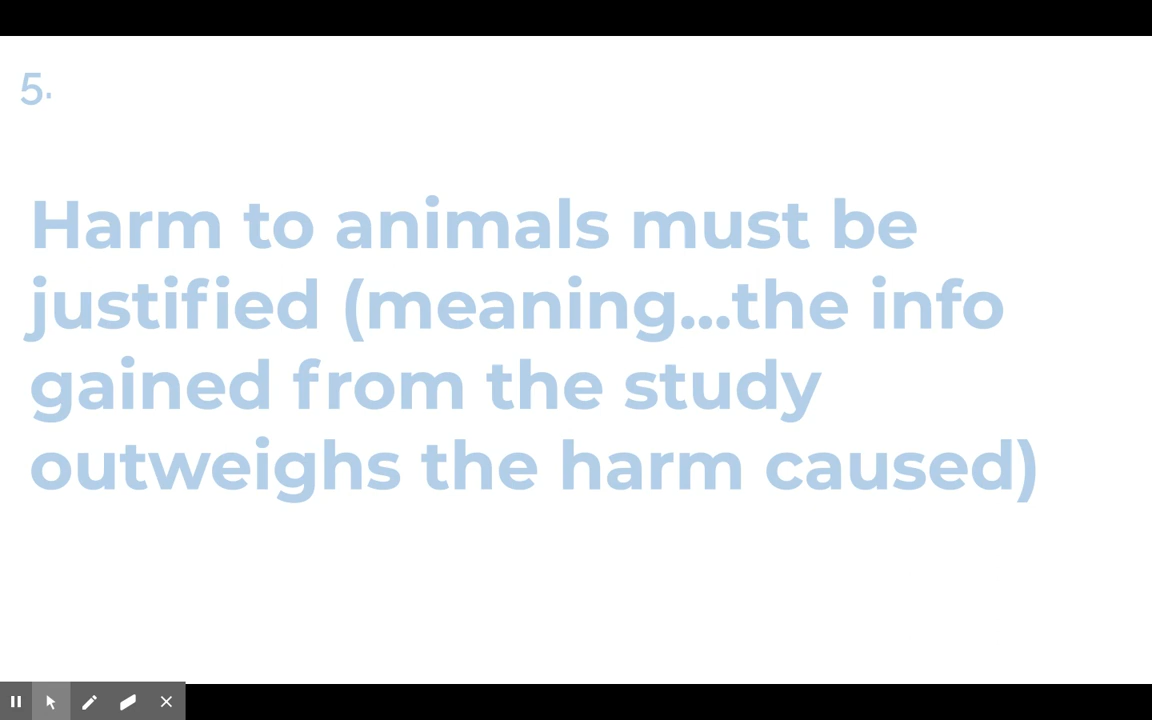 5.
Harm to animals must be
justified (meaning...the info
gained from the study
outweighs the harm caused)